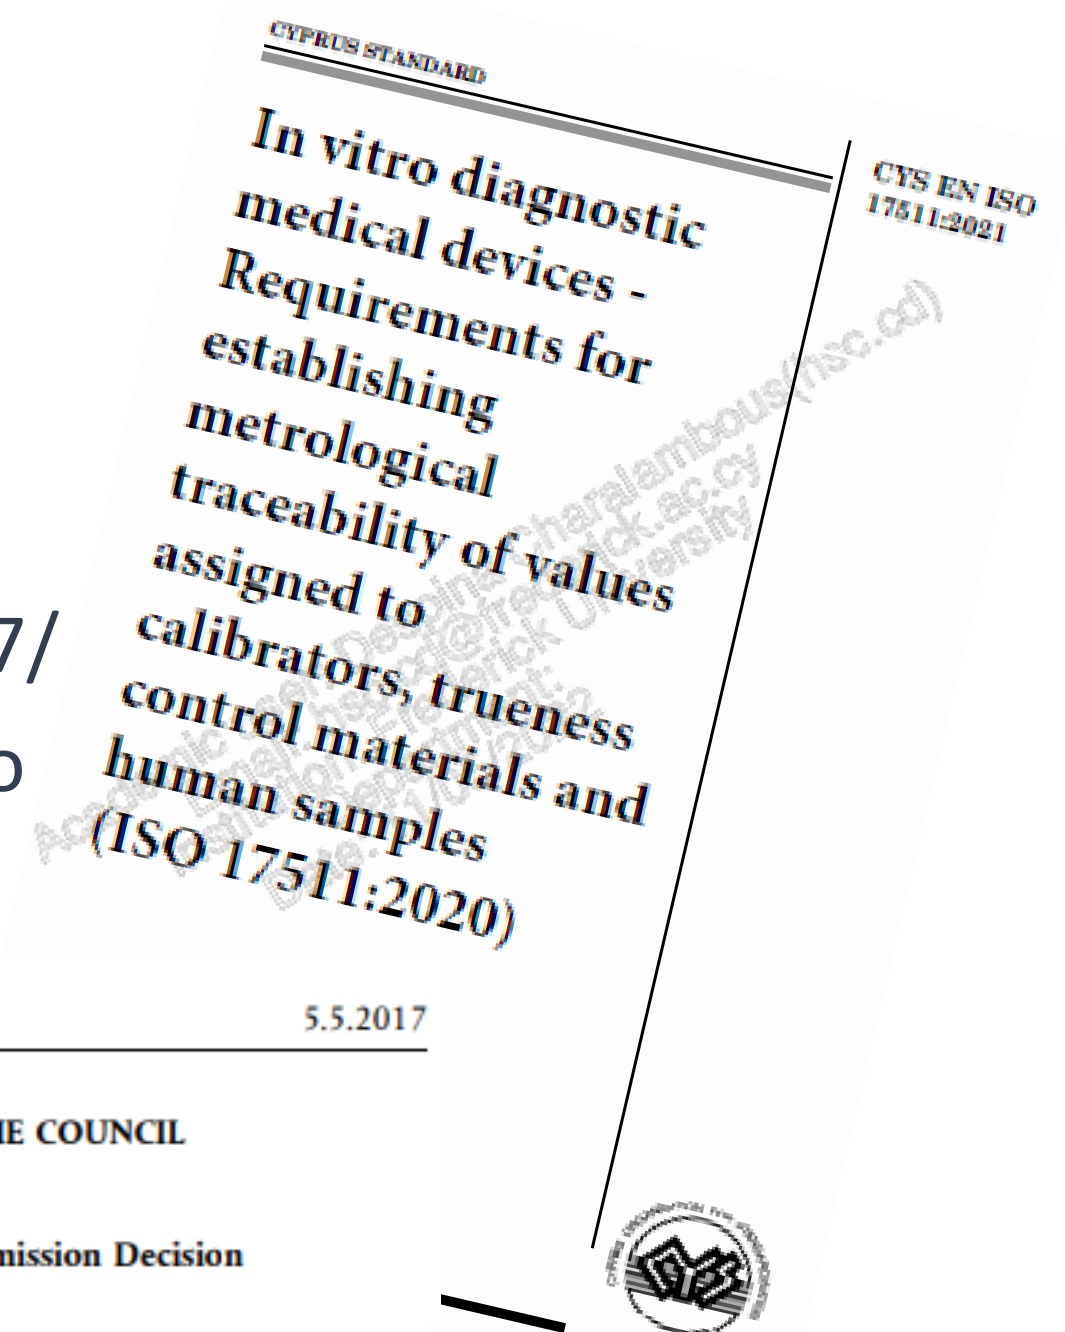 CYPRUS STANDARD
In vitro diagnostic
medical devices -
Requirements for
establishing
metrological
traceability of values
assigned to
calibrators, trueness
control materials and
human samples
(ISO 17511:2020)
CYS EN ISO
17511:2021
7/
o
5.5.2017
IE COUNCIL
mission Decision
CYS